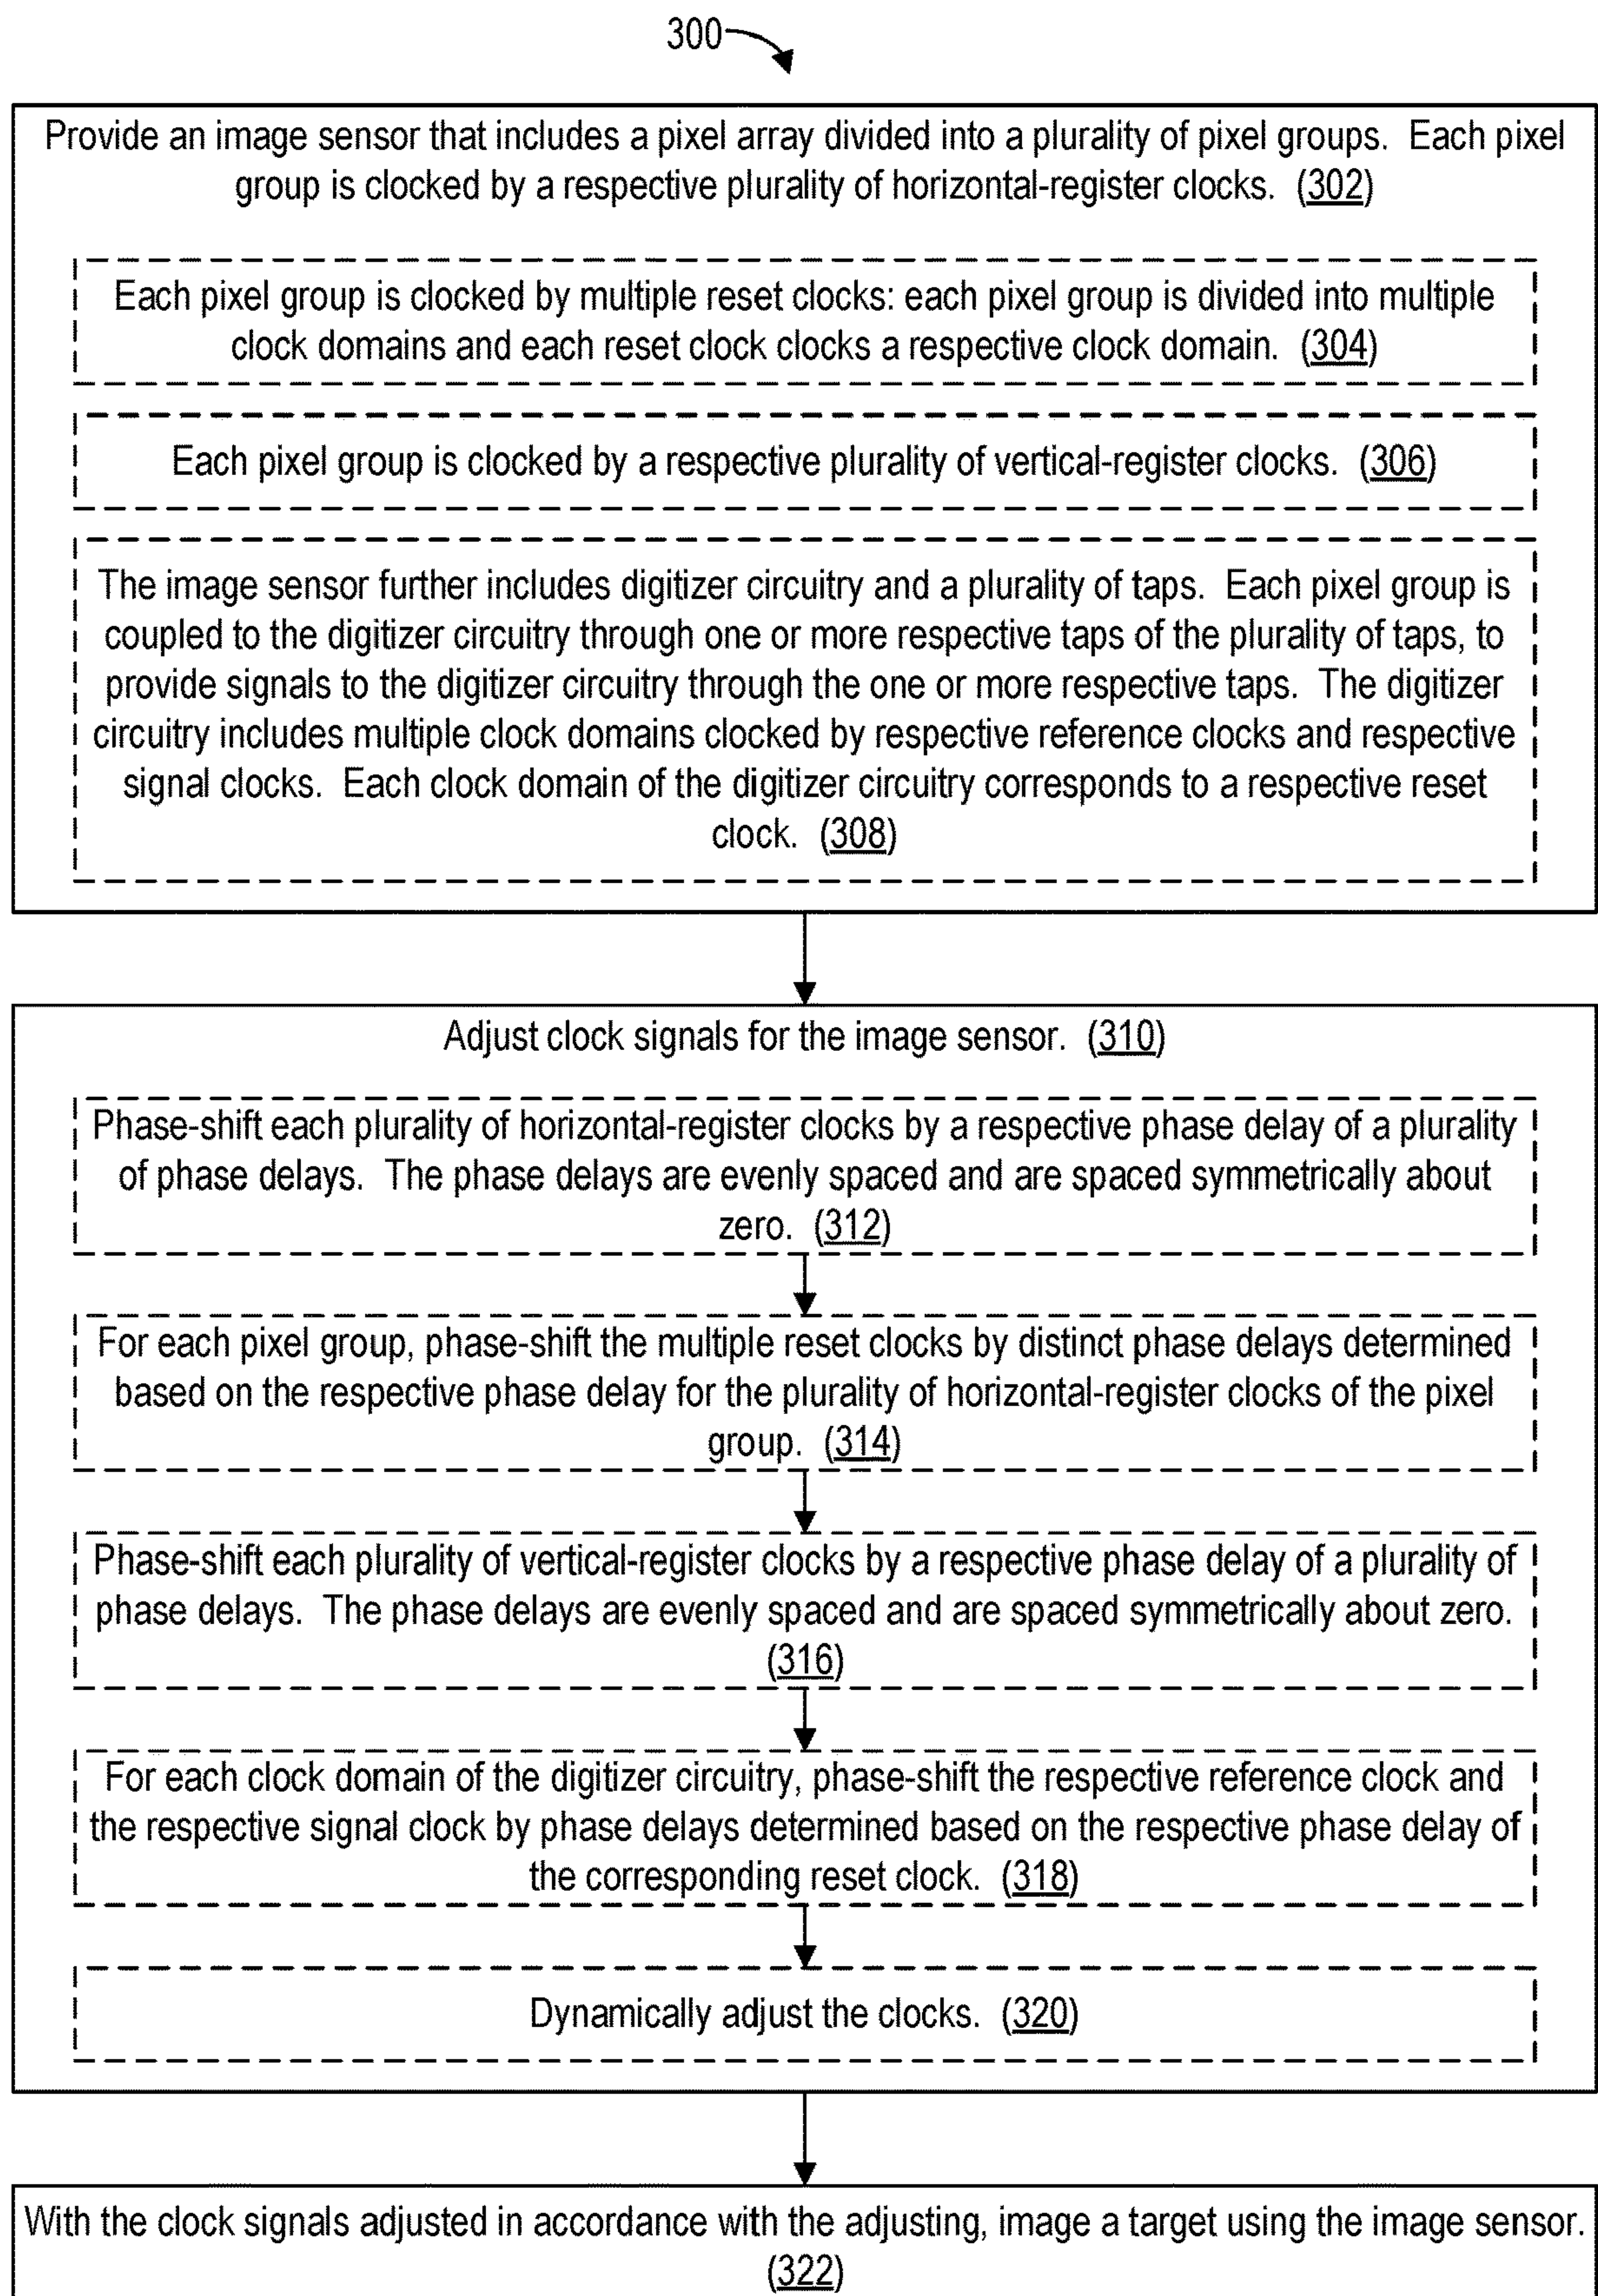 300
Provide an image sensor that includes a pixel array divided into a plurality of pixel groups. Each pixel
group is clocked by a respective plurality of horizontal-register clocks. (302)
Each pixel group is clocked by multiple reset clocks: each pixel group is divided into multiple
clock domains and each reset clock clocks a respective clock domain. (304)
Each pixel group is clocked by a respective plurality of vertical-register clocks. (306)
The image sensor further includes digitizer circuitry and a plurality of taps. Each pixel group is
coupled to the digitizer circuitry through one or more respective taps of the plurality of taps, to
provide signals to the digitizer circuitry through the one or more respective taps. The digitizer
circuitry includes multiple clock domains clocked by respective reference clocks and respective
signal clocks. Each clock domain of the digitizer circuitry corresponds to a respective reset
clock. (308)
Adjust clock signals for the image sensor. (310)
Phase-shift each plurality of horizontal-register clocks by a respective phase delay of a plurality
of phase delays. The phase delays are evenly spaced and are spaced symmetrically about
zero. (312)
For each pixel group, phase-shift the multiple reset clocks by distinct phase delays determined
based on the respective phase delay for the plurality of horizontal-register clocks of the pixel
group. (314)
Phase-shift each plurality of vertical-register clocks by a respective phase delay of a plurality of
phase delays. The phase delays are evenly spaced and are spaced symmetrically about zero.
(316)
For each clock domain of the digitizer circuitry, phase-shift the respective reference clock and
the respective signal clock by phase delays determined based on the respective phase delay of
the corresponding reset clock. (318)
Dynamically adjust the clocks. (320)
With the clock signals adjusted in accordance with the adjusting, image a target using the image sensor.
(322)